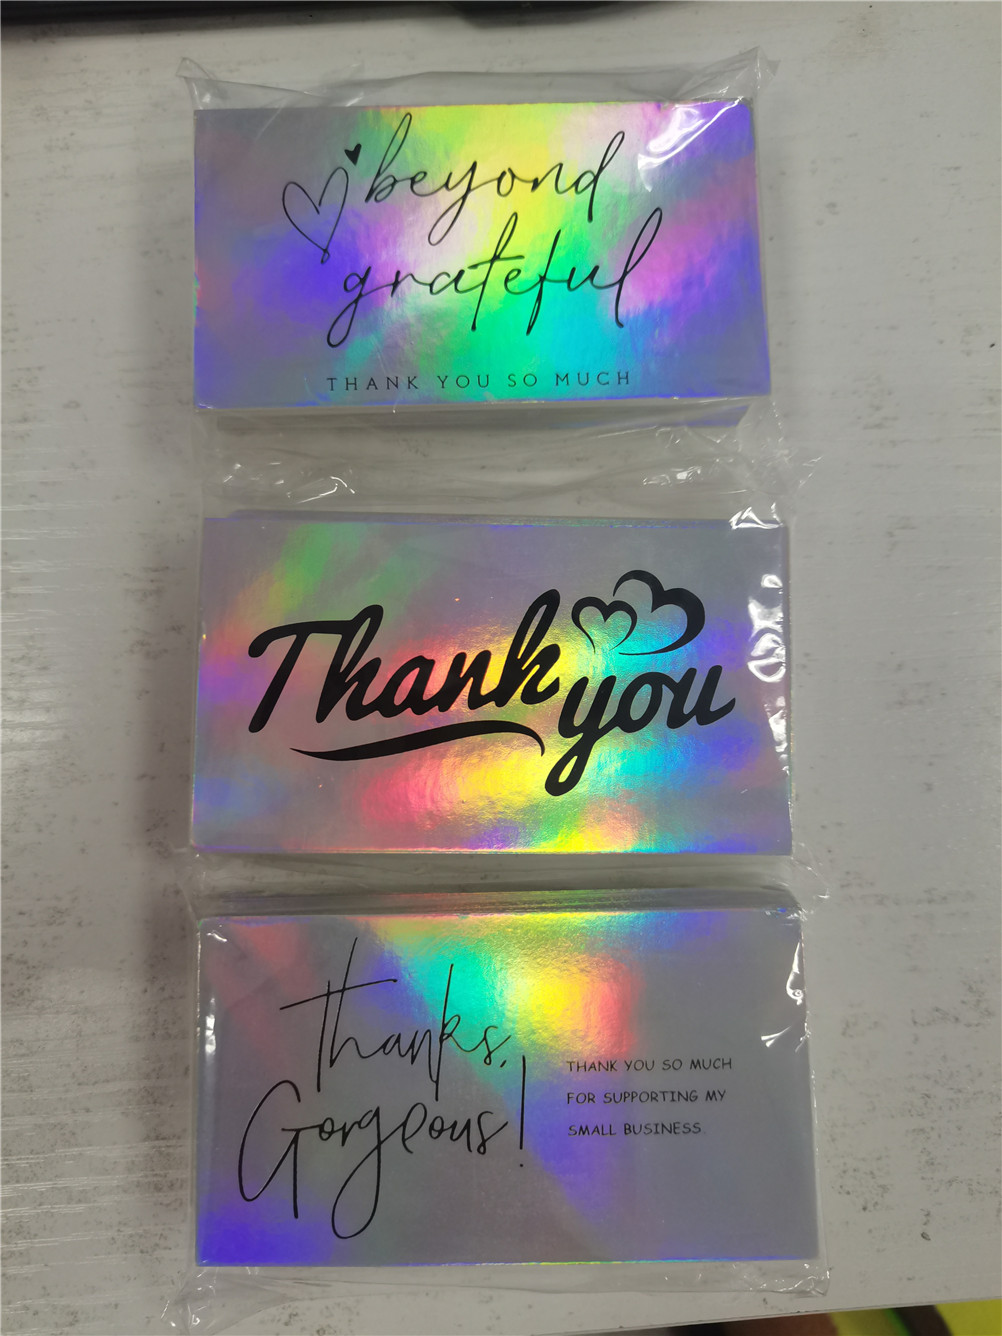 beyond
grateful
THANK YOU SO MUCH
Thank
you
thanks,
Gorgeous!
THANK YOU SO MUCH
FOR SUPPORTING MY
SMALL BUSINESS.